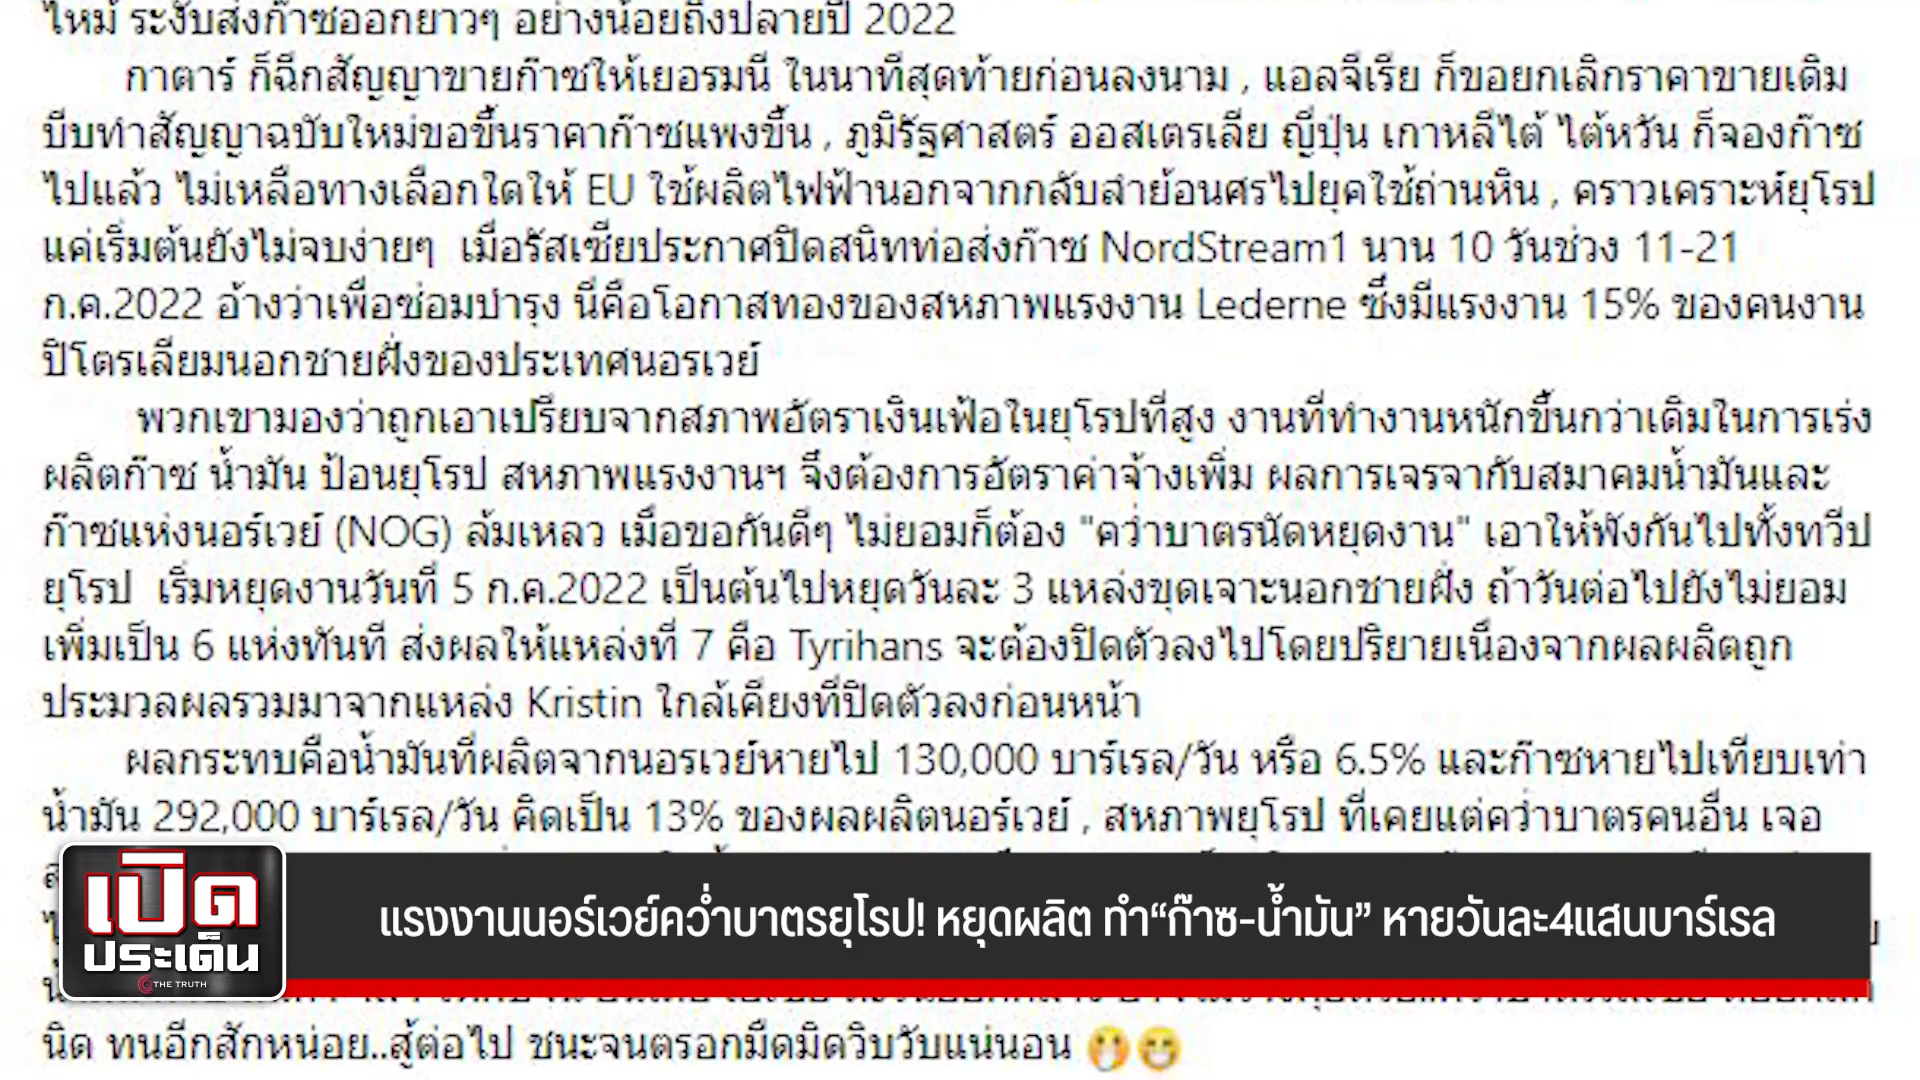 ไหม้ ระงับส่งก๊าซออกยาวๆ อย่างน้อยถึงปลายปี 2022
กาตาร์ ก็ฉีกสัญญาขายก๊าซให้เยอรมนี ในนาทีสุดท้ายก่อนลงนาม , แอลจีเรีย ก็ขอยกเลิกราคาขายเดิม
บีบทำสัญญาฉบับใหม่ขอขึ้นราคาก๊าซแพงขึ้น , ภูมิรัฐศาสตร์ ออสเตรเลีย ญี่ปุ่น เกาหลีใต้ ไต้หวัน ก็จองก๊าซ
ไปแล้ว ไม่เหลือทางเลือกใดให้ EU ใช้ผลิตไฟฟ้านอกจากกลับลำย้อนศรไปยุคใช้ถ่านหิน , คราวเคราะห์ยุโรป
แค่เริ่มต้นยังไม่จบง่ายๆ เมื่อรัสเซียประกาศปิดสนิทท่อส่งก๊าซ NordStream1 นาน 10 วันช่วง 11-21
ก.ค.2022 อ้างว่าเพื่อซ่อมบำรุง นี่คือโอกาสทองของสหภาพแรงงาน Lederne ซึ่งมีแรงงาน 15% ของคนงาน
ปิโตรเลียมนอกชายฝั่งของประเทศนอรเวย์
พวกเขามองว่าถูกเอาเปรียบจากสภาพอัตราเงินเฟ้อในยุโรปที่สูง งานที่ทำงานหนักขึ้นกว่าเดิมในการเร่ง
ผลิตก๊าซ น้ำมัน ป้อนยุโรป สหภาพแรงงานฯ จึงต้องการอัตราค่าจ้างเพิ่ม ผลการเจรจากับสมาคมน้ำมันและ
ก๊าซแห่งนอร์เวย์ (NOG) ล้มเหลว เมื่อขอกันดีๆ ไม่ยอมก็ต้อง "คว่ำบาตรนัดหยุดงาน" เอาให้พังกันไปทั้งทวีป
ยุโรป เริ่มหยุดงานวันที่ 5 ก.ค.2022 เป็นต้นไปหยุดวันละ 3 แหล่งขุดเจาะนอกชายฝั่ง ถ้าวันต่อไปยังไม่ยอม
เพิ่มเป็น 6 แห่งทันที ส่งผลให้แหล่งที่ 7 คือ Tyrihans จะต้องปิดตัวลงไปโดยปริยายเนื่องจากผลผลิตถูก
ประมวลผลรวมมาจากแหล่ง Kristin ใกล้เคียงที่ปิดตัวลงก่อนหน้า
ผลกระทบคือน้ำมันที่ผลิตจากนอรเวย์หายไป 130,000 บาร์เรล/วัน หรือ 6.5% และก๊าซหายไปเทียบเท่า
น้ำมัน 292,000 บาร์เรล/วัน คิดเป็น 13% ของผลผลิตนอร์เวย์ , สหภาพยุโรป ที่เคยแต่คว่ำบาตรคนอื่น เจอ
เปิด
ประเด็น
THE TRUTH
แรงงานนอร์เวย์คว่ำบาตรยุโรป! หยุดผลิต ทำ“ก๊าซ-น้ำมัน” หายวันละ4แสนบาร์เรล
นิด ทนอีกสักหน่อย..สู้ต่อไป ชนะจนตรอกมืดมิดวิบวับแน่นอน